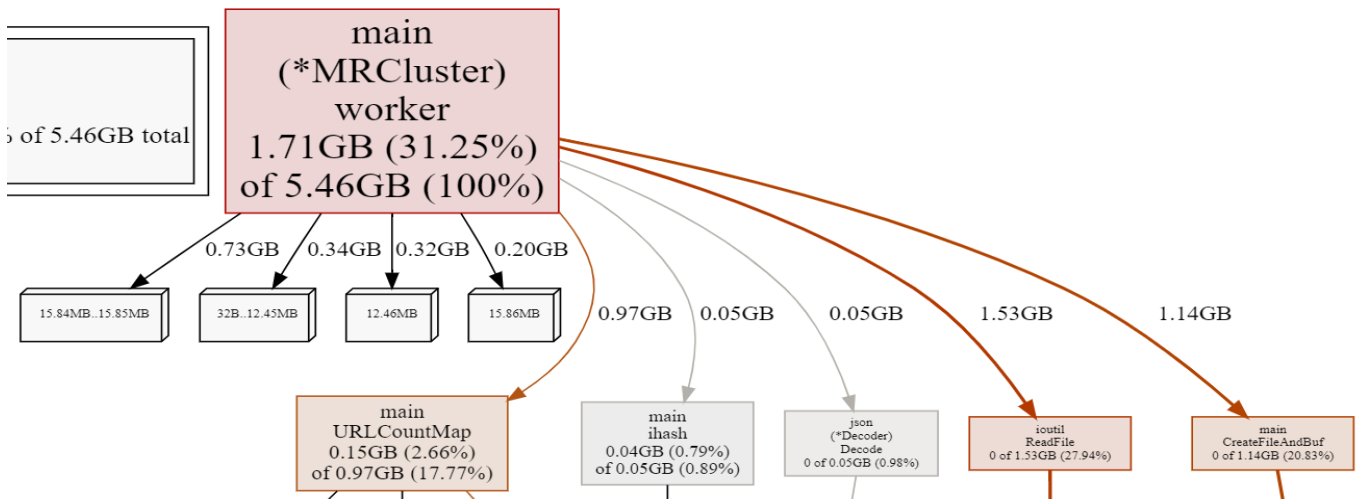 main
(*MRCluster)
worker
1.71GB (31.25%)
of 5.46GB (100%)
% of 5.46GB total
0.73GB
0.34GB
0.32GB
0.20GB
15.84MB..15.85MB
32B..12.45MB
12.46MB
15.86MB
0.97GB
0.05GB
0.05GB
1.53GB
1.14GB
main
URLCountMap
0.15GB (2.66%)
of 0.97GB (17.77%)
main
ihash
0.04GB (0.79%)
of 0.05GB (0.89%)
json
(*Decoder)
Decode
0 of 0.05GB (0.98%)
ioutil
ReadFile
0 of 1.53GB (27.94%)
main
CreateFileAndBuf
0 of 1.14GB (20.83%)